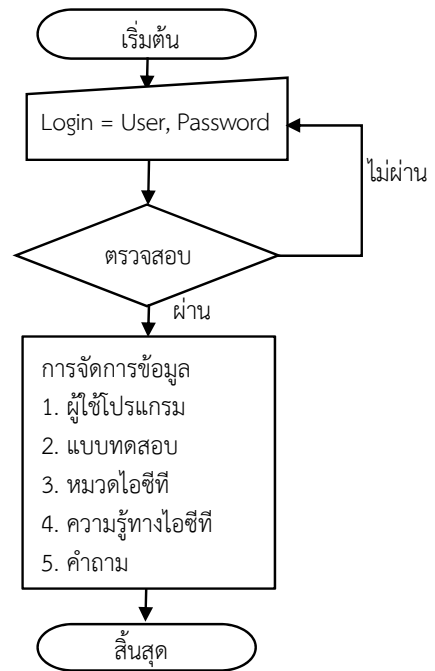 เริ่มต้น
Login = User, Password
ไม่ผ่าน
ตรวจสอบ
ผ่าน
การจัดการข้อมูล
1. ผู้ใช้โปรแกรม
2. แบบทดสอบ
3. หมวดไอซีที
4. ความรู้ทางไอซีที
5. คำถาม
สิ้นสุด